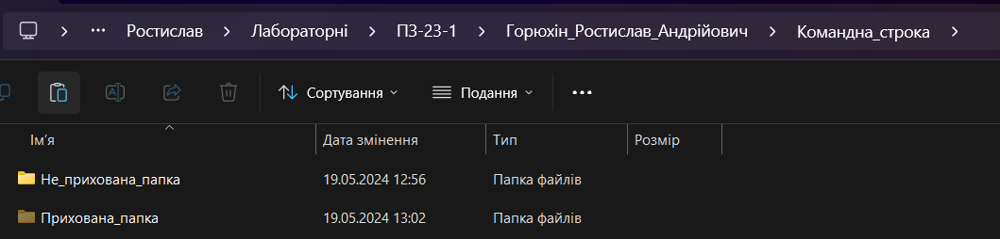 Ростислав Лабораторні ПЗ-23-1 Горюхін_Ростислав_Андрійович Командна_строка
Сортування Подання
Ім'я Дата змінення Тип Розмір
Не_прихована_папка 19.05.2024 12:56 Папка файлів
Прихована_папка 19.05.2024 13:02 Папка файлів